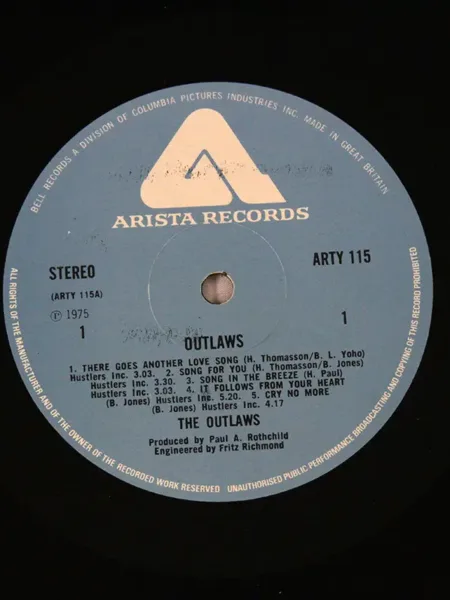 BELL RECORDS A DIVISION OF COLUMBIA PICTURES INDUSTRIES INC. MADE IN GREAT BRITAIN
ARISTA RECORDS
STEREO
ARTY 115
(ARTY 115A)
℗ 1975
1
1
OUTLAWS
1. THERE GOES ANOTHER LOVE SONG (H. Thomasson/B. L. Yoho)
Hustlers Inc. 3.03. 2. SONG FOR YOU (H. Thomasson/B. Jones)
Hustlers Inc. 3.30. 3. SONG IN THE BREEZE (H. Paul)
Hustlers Inc. 3.03. 4. IT FOLLOWS FROM YOUR HEART
(B. Jones) Hustlers Inc. 5.20. 5. CRY NO MORE
(B. Jones) Hustlers Inc. 4.17
THE OUTLAWS
Produced by Paul A. Rothchild
Engineered by Fritz Richmond
ALL RIGHTS OF THE MANUFACTURER AND OF THE OWNER OF THE RECORDED WORK RESERVED UNAUTHORISED PUBLIC PERFORMANCE BROADCASTING AND COPYING OF THIS RECORD PROHIBITED